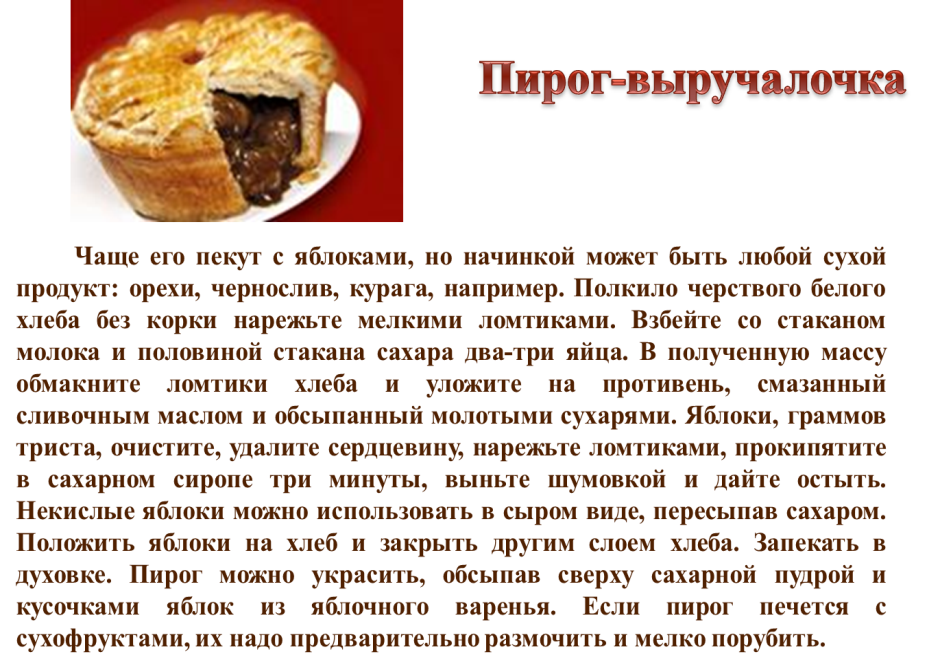 Пирог-выручалочка
Чаще его пекут с яблоками, но начинкой может быть любой сухой
продукт: орехи, чернослив, курага, например. Полкило черствого белого
хлеба без корки нарежьте мелкими ломтиками. Взбейте со стаканом
молока и половиной стакана сахара два-три яйца. В полученную массу
обмакните ломтики хлеба и уложите на противень, смазанный
сливочным маслом и обсыпанный молотыми сухарями. Яблоки, граммов
триста, очистите, удалите сердцевину, нарежьте ломтиками, прокипятите
в сахарном сиропе три минуты, выньте шумовкой и дайте остыть.
Некислые яблоки можно использовать в сыром виде, пересыпав сахаром.
Положить яблоки на хлеб и закрыть другим слоем хлеба. Запекать в
духовке. Пирог можно украсить, обсыпав сверху сахарной пудрой и
кусочками яблок из яблочного варенья. Если пирог печется с
сухофруктами, их надо предварительно размочить и мелко порубить.